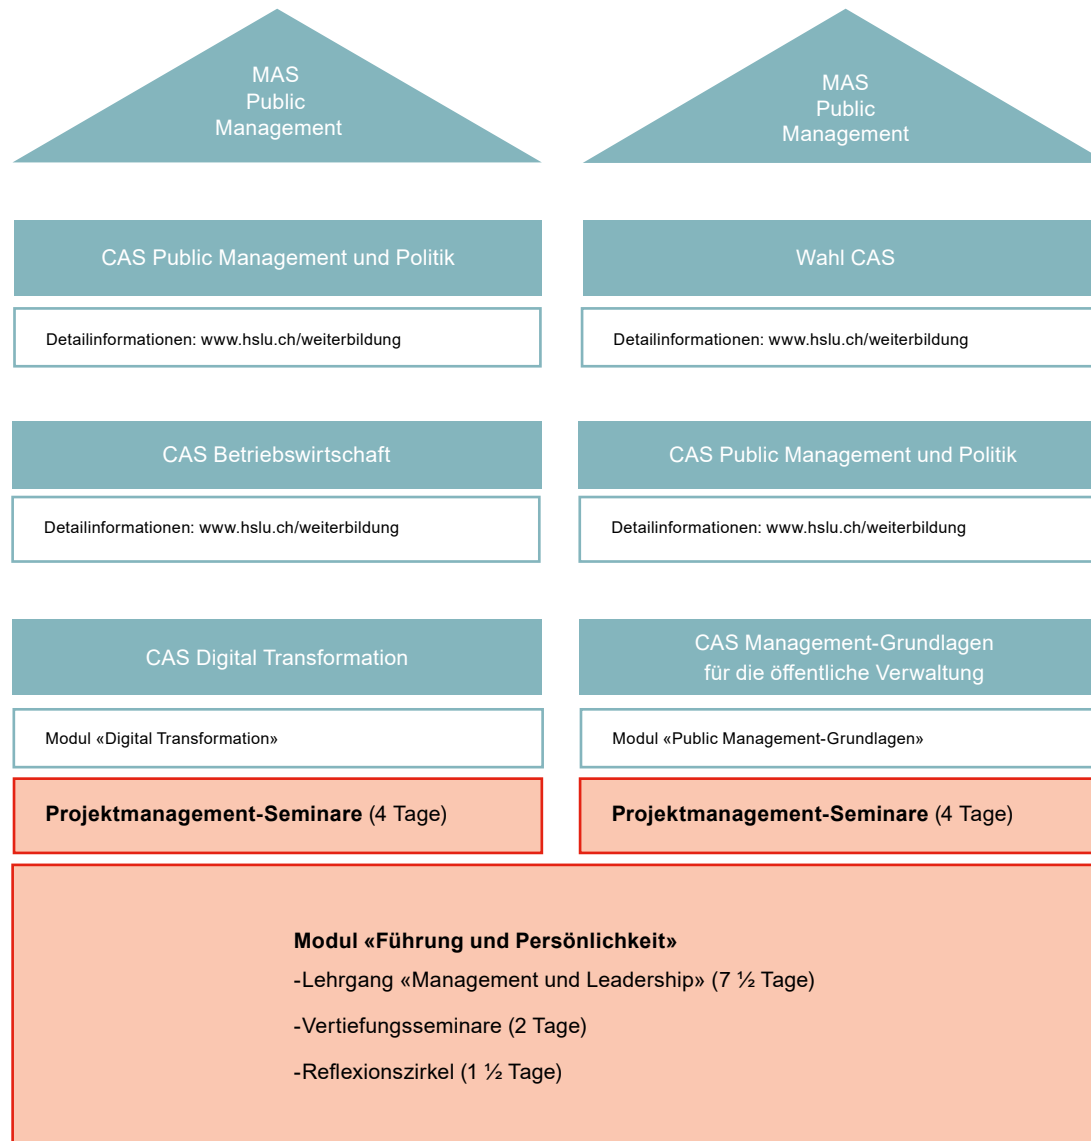 MAS
Public
Management
MAS
Public
Management
CAS Public Management und Politik
Wahl CAS
Detailinformationen: www.hslu.ch/weiterbildung
Detailinformationen: www.hslu.ch/weiterbildung
CAS Betriebswirtschaft
CAS Public Management und Politik
Detailinformationen: www.hslu.ch/weiterbildung
Detailinformationen: www.hslu.ch/weiterbildung
CAS Digital Transformation
CAS Management-Grundlagen
für die öffentliche Verwaltung
Modul «Digital Transformation»
Modul «Public Management-Grundlagen»
Projektmanagement-Seminare (4 Tage)
Projektmanagement-Seminare (4 Tage)
Modul «Führung und Persönlichkeit»
-Lehrgang «Management und Leadership» (7 ½ Tage)
-Vertiefungsseminare (2 Tage)
-Reflexionszirkel (1 ½ Tage)